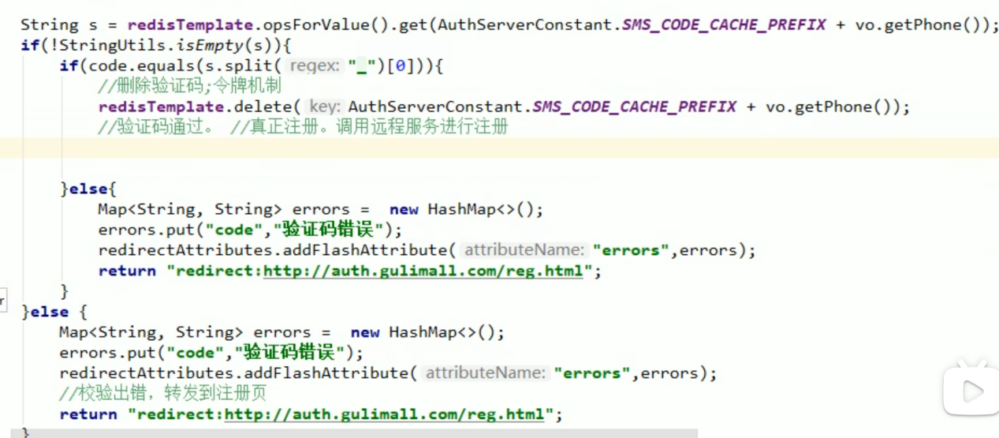 String s = redisTemplate.opsForValue().get(AuthServerConstant.SMS_CODE_CACHE_PREFIX + vo.getPhone());
if(!StringUtils.isEmpty(s)){
if(code.equals(s.split( regex: "_")[0])){
//删除验证码;令牌机制
redisTemplate.delete( key: AuthServerConstant.SMS_CODE_CACHE_PREFIX + vo.getPhone());
//验证码通过。 //真正注册。调用远程服务进行注册
}else{
Map<String, String> errors = new HashMap<>();
errors.put("code","验证码错误");
redirectAttributes.addFlashAttribute( attributeName: "errors",errors);
return "redirect:http://auth.gulimall.com/reg.html";
}
r
}else {
Map<String, String> errors = new HashMap<>();
errors.put("code","验证码错误");
redirectAttributes.addFlashAttribute( attributeName: "errors",errors);
//校验出错，转发到注册页
return "redirect:http://auth.gulimall.com/reg.html";
}